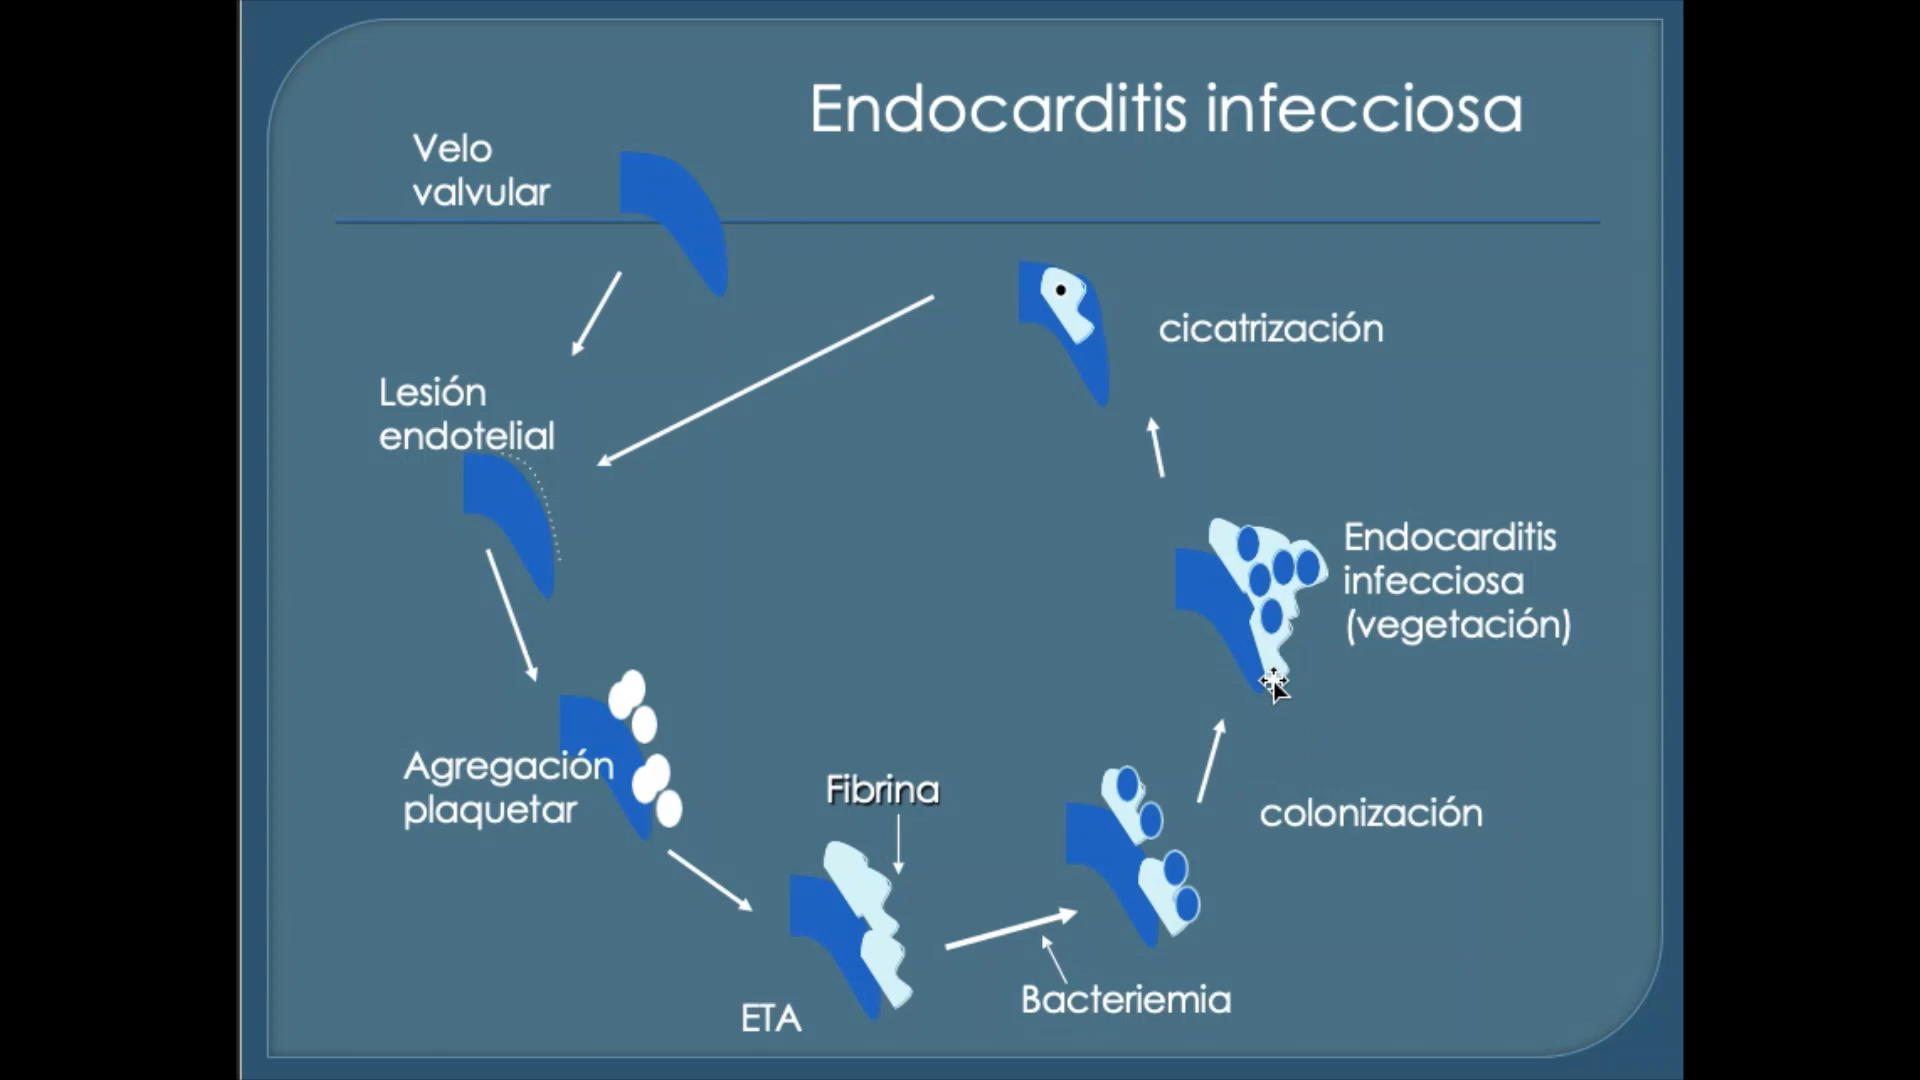 Endocarditis infecciosa
Velo
valvular
cicatrización
Lesión
endotelial
Endocarditis
infecciosa
(vegetación)
Agregación
plaquetar
Fibrina
colonización
Bacteriemia
ETA